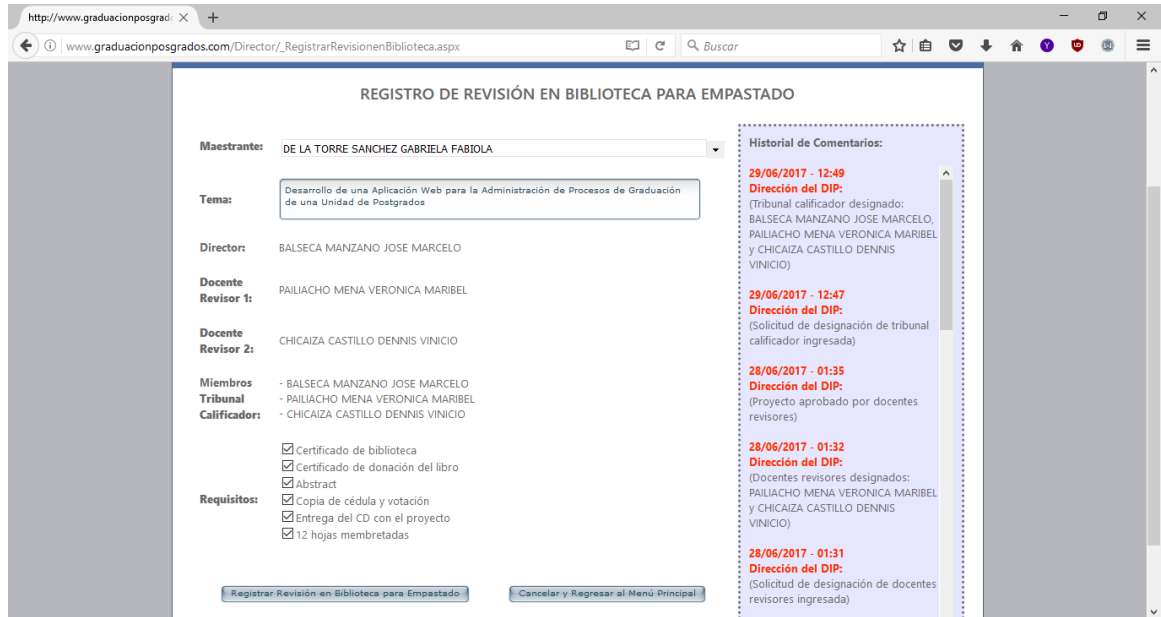 http://www.graduacionposgrad
www.graduacionposgrados.com/Director/_RegistrarRevisionenBiblioteca.aspx
Buscar
REGISTRO DE REVISIÓN EN BIBLIOTECA PARA EMPASTADO
Maestrante:
DE LA TORRE SANCHEZ GABRIELA FABIOLA
Tema:
Desarrollo de una Aplicación Web para la Administración de Procesos de Graduación
de una Unidad de Postgrados
Director:
BALSECA MANZANO JOSE MARCELO
Docente
Revisor 1:
PAILIACHO MENA VERONICA MARIBEL
Docente
Revisor 2:
CHICAIZA CASTILLO DENNIS VINICIO
Miembros
Tribunal
Calificador:
- BALSECA MANZANO JOSE MARCELO
- PAILIACHO MENA VERONICA MARIBEL
- CHICAIZA CASTILLO DENNIS VINICIO
Requisitos:
Certificado de biblioteca
Certificado de donación del libro
Abstract
Copia de cédula y votación
Entrega del CD con el proyecto
12 hojas membretadas
Registrar Revisión en Biblioteca para Empastado
Cancelar y Regresar al Menú Principal
Historial de Comentarios:
29/06/2017 - 12:49
Dirección del DIP:
(Tribunal calificador designado:
BALSECA MANZANO JOSE MARCELO,
PAILIACHO MENA VERONICA MARIBEL
y CHICAIZA CASTILLO DENNIS
VINICIO)
29/06/2017 - 12:47
Dirección del DIP:
(Solicitud de designación de tribunal
calificador ingresada)
28/06/2017 - 01:35
Dirección del DIP:
(Proyecto aprobado por docentes
revisores)
28/06/2017 - 01:32
Dirección del DIP:
(Docentes revisores designados:
PAILIACHO MENA VERONICA MARIBEL
y CHICAIZA CASTILLO DENNIS
VINICIO)
28/06/2017 - 01:31
Dirección del DIP:
(Solicitud de designación de docentes
revisores ingresada)